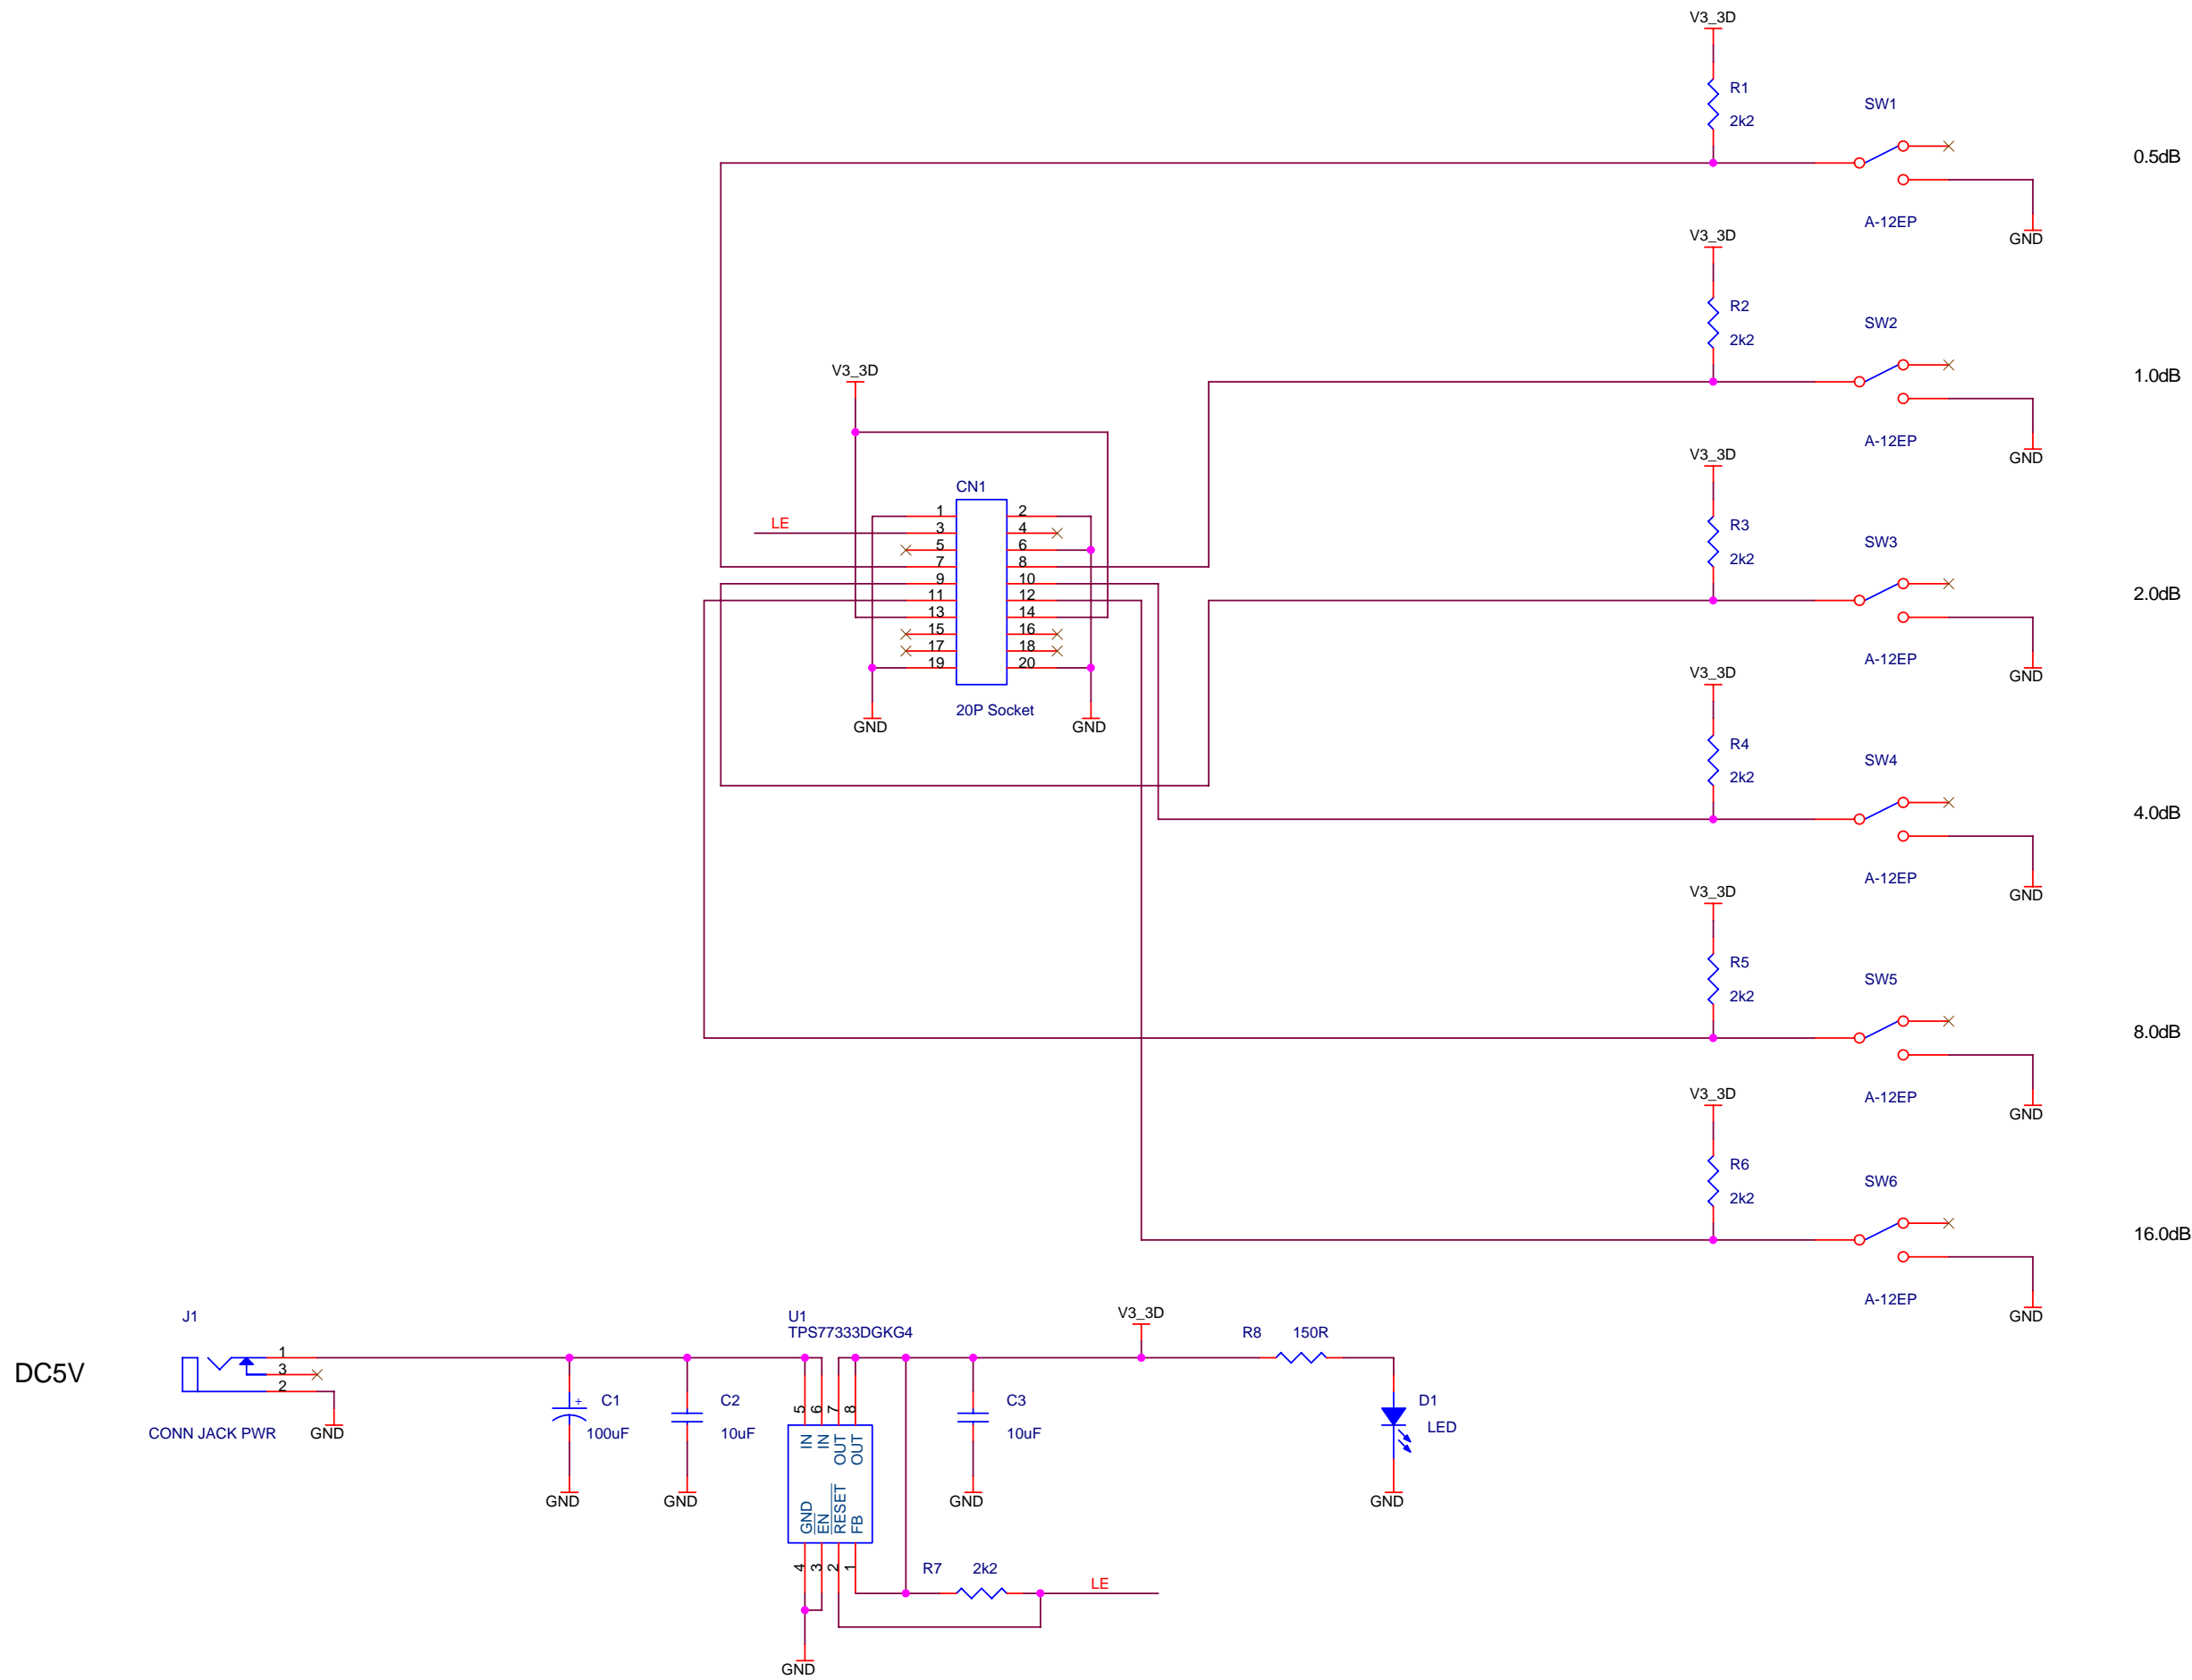 V3_3D
R1
2k2
SW1
0.5dB
A-12EP
GND
V3_3D
R2
2k2
SW2
1.0dB
A-12EP
GND
V3_3D
R3
2k2
SW3
2.0dB
A-12EP
GND
V3_3D
R4
2k2
SW4
4.0dB
A-12EP
GND
V3_3D
R5
2k2
SW5
8.0dB
A-12EP
GND
V3_3D
R6
2k2
SW6
16.0dB
A-12EP
GND
V3_3D
CN1
LE
1 2
3 4
5 6
7 8
9 10
11 12
13 14
15 16
17 18
19 20
20P Socket
GND
GND
DC5V
J1
1
3
2
CONN JACK PWR
GND
C1
100uF
GND
C2
10uF
GND
U1
TPS77333DGKG4
5 6 7 8
IN IN OUT OUT
GND EN RESET FB
4 3 2 1
GND
C3
10uF
GND
V3_3D
R7 2k2
LE
R8 150R
D1
LED
GND